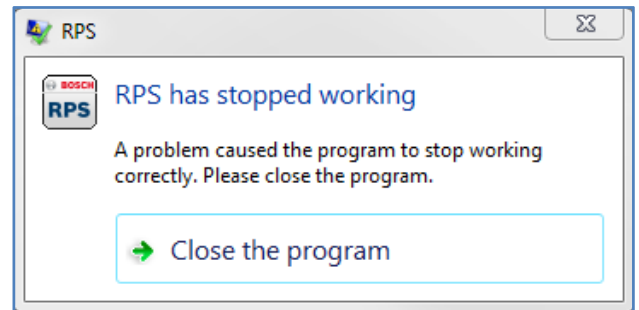 RPS
BOSCH
RPS
RPS has stopped working
A problem caused the program to stop working
correctly. Please close the program.
Close the program